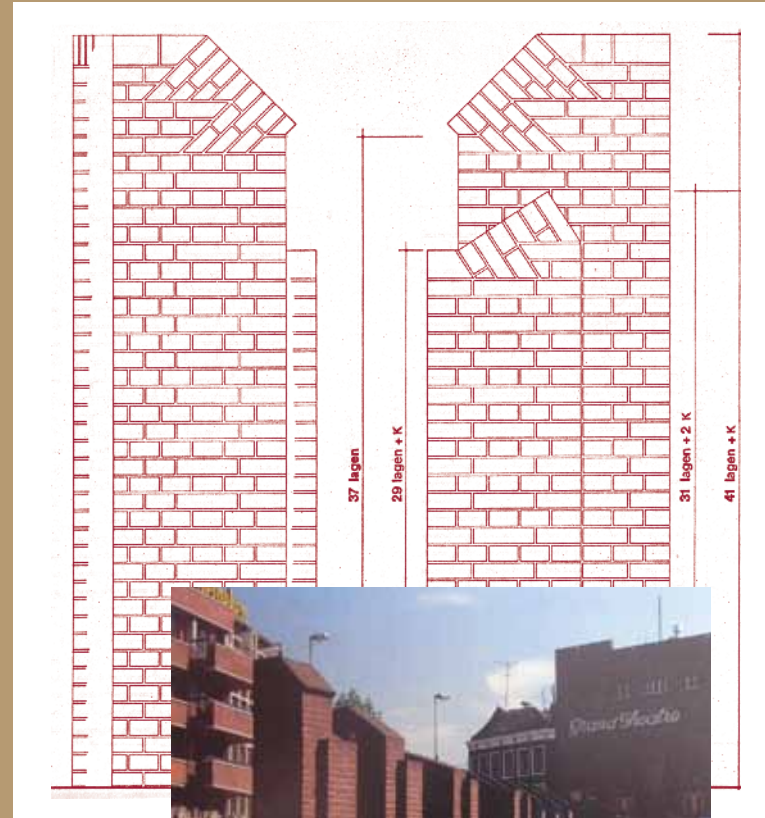 37 lagen
29 lagen + K
31 lagen + 2 K
41 lagen + K
Grand Theatre